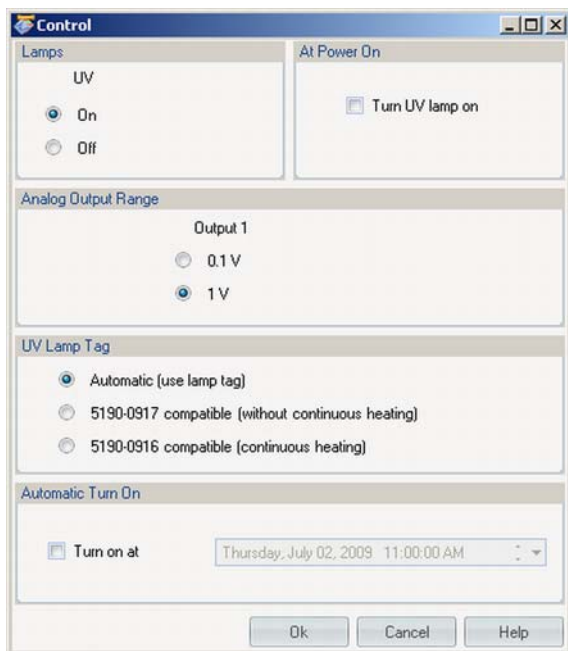 Control
Lamps
UV
On
Off
At Power On
Turn UV lamp on
Analog Output Range
Output 1
0.1 V
1 V
UV Lamp Tag
Automatic (use lamp tag)
5190-0917 compatible (without continuous heating)
5190-0916 compatible (continuous heating)
Automatic Turn On
Turn on at
Thursday, July 02, 2009 11:00:00 AM
Ok
Cancel
Help